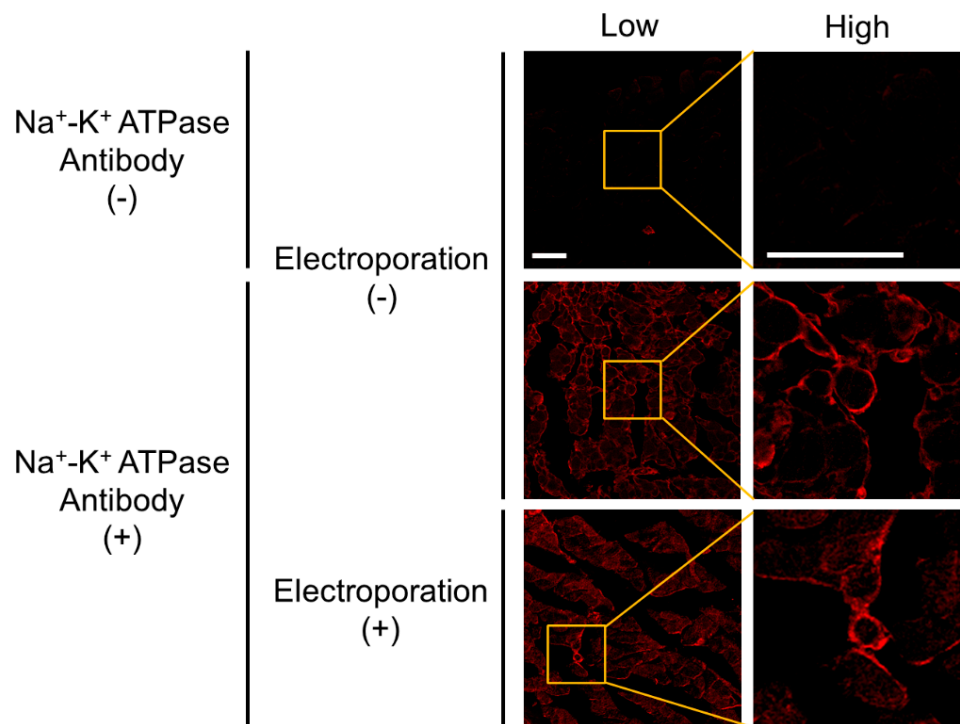 Low
High
Na⁺-K⁺ ATPase
Antibody
(-)
Electroporation
(-)
Na⁺-K⁺ ATPase
Antibody
(+)
Electroporation
(+)